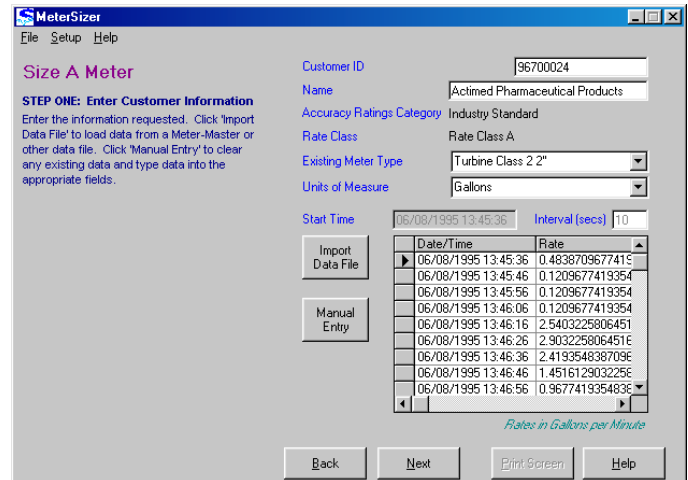 MeterSizer
File Setup Help
Size A Meter
STEP ONE: Enter Customer Information
Enter the information requested. Click 'Import
Data File' to load data from a Meter-Master or
other data file. Click 'Manual Entry' to clear
any existing data and type data into the
appropriate fields.
Customer ID 96700024
Name Actimed Pharmaceutical Products
Accuracy Ratings Category Industry Standard
Rate Class Rate Class A
Existing Meter Type Turbine Class 2 2"
Units of Measure Gallons
Start Time 06/08/1995 13:45:36 Interval (secs) 10
Import
Data File
Manual
Entry
Date/Time Rate
06/08/1995 13:45:36 0.4838709677419
06/08/1995 13:45:46 0.1209677419354
06/08/1995 13:45:56 0.1209677419354
06/08/1995 13:46:06 0.1209677419354
06/08/1995 13:46:16 2.5403225806451
06/08/1995 13:46:26 2.9032258064516
06/08/1995 13:46:36 2.4193548387096
06/08/1995 13:46:46 1.4516129032258
06/08/1995 13:46:56 0.9677419354838
Rates in Gallons per Minute
Back Next Print Screen Help